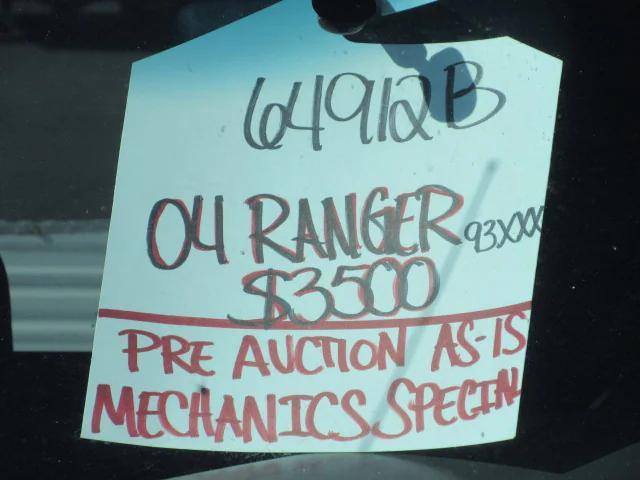 64912B
04 RANGER 93XXX
$3500
PRE AUCTION AS-IS
MECHANICS SPECIAL